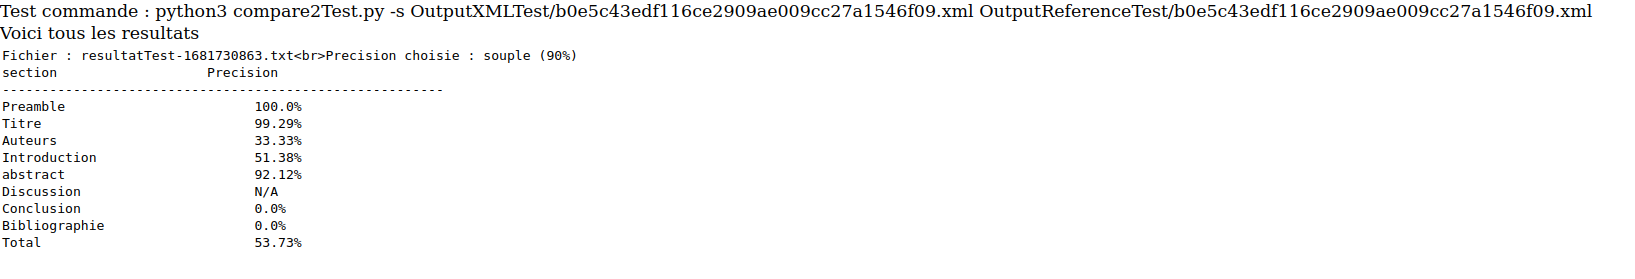 Test commande : python3 compare2Test.py -s OutputXMLTest/b0e5c43edf116ce2909ae009cc27a1546f09.xml OutputReferenceTest/b0e5c43edf116ce2909ae009cc27a1546f09.xml
Voici tous les resultats
Fichier : resultatTest-1681730863.txt<br>Precision choisie : souple (90%)
section Precision
--------------------------------------------------------
Preamble 100.0%
Titre 99.29%
Auteurs 33.33%
Introduction 51.38%
abstract 92.12%
Discussion N/A
Conclusion 0.0%
Bibliographie 0.0%
Total 53.73%